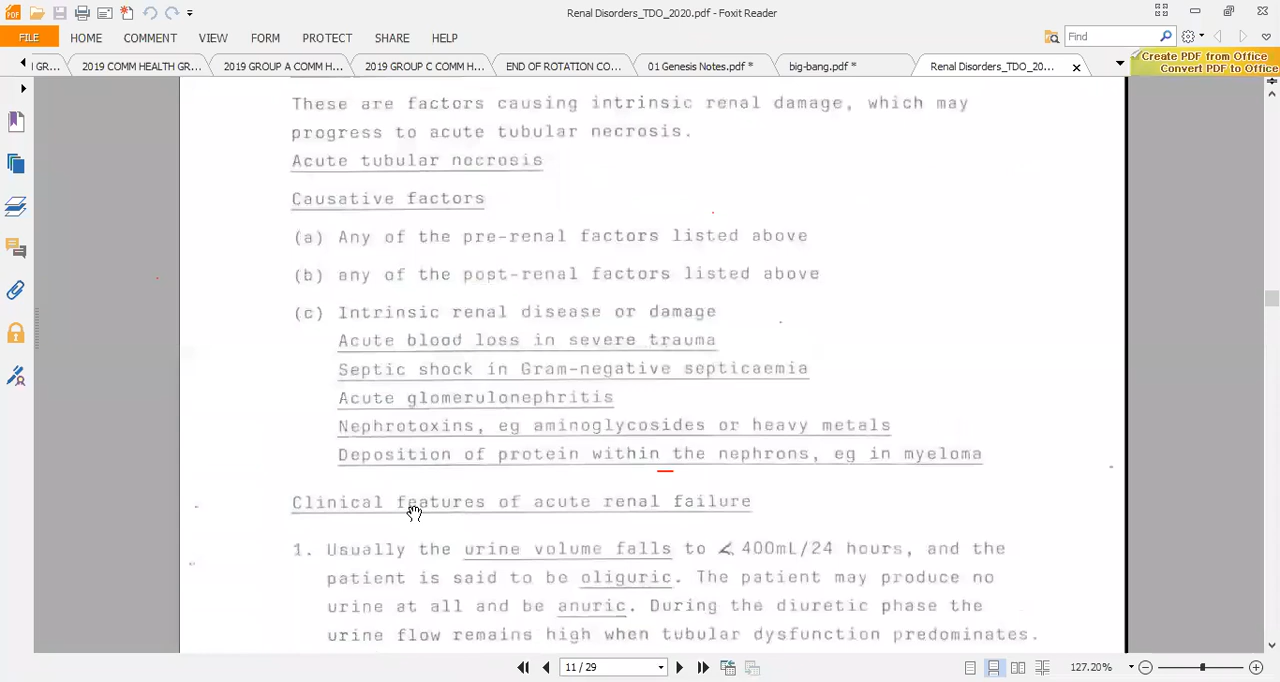 Renal Disorders_TDO_2020.pdf - Foxit Reader
FILE HOME COMMENT VIEW FORM PROTECT SHARE HELP Find
I GR... 2019 COMM HEALTH GR... 2019 GROUP A COMM H... 2019 GROUP C COMM H... END OF ROTATION CO... 01 Genesis Notes.pdf * big-bang.pdf * Renal Disorders_TDO_20...
Create PDF from Office
Convert PDF to Office
These are factors causing intrinsic renal damage, which may
progress to acute tubular necrosis.
Acute tubular necrosis
Causative factors
(a) Any of the pre-renal factors listed above
(b) any of the post-renal factors listed above
(c) Intrinsic renal disease or damage
Acute blood loss in severe trauma
Septic shock in Gram-negative septicaemia
Acute glomerulonephritis
Nephrotoxins, eg aminoglycosides or heavy metals
Deposition of protein within the nephrons, eg in myeloma
Clinical features of acute renal failure
1. Usually the urine volume falls to < 400mL/24 hours, and the
patient is said to be oliguric. The patient may produce no
urine at all and be anuric. During the diuretic phase the
urine flow remains high when tubular dysfunction predominates.
11 / 29
127.20%